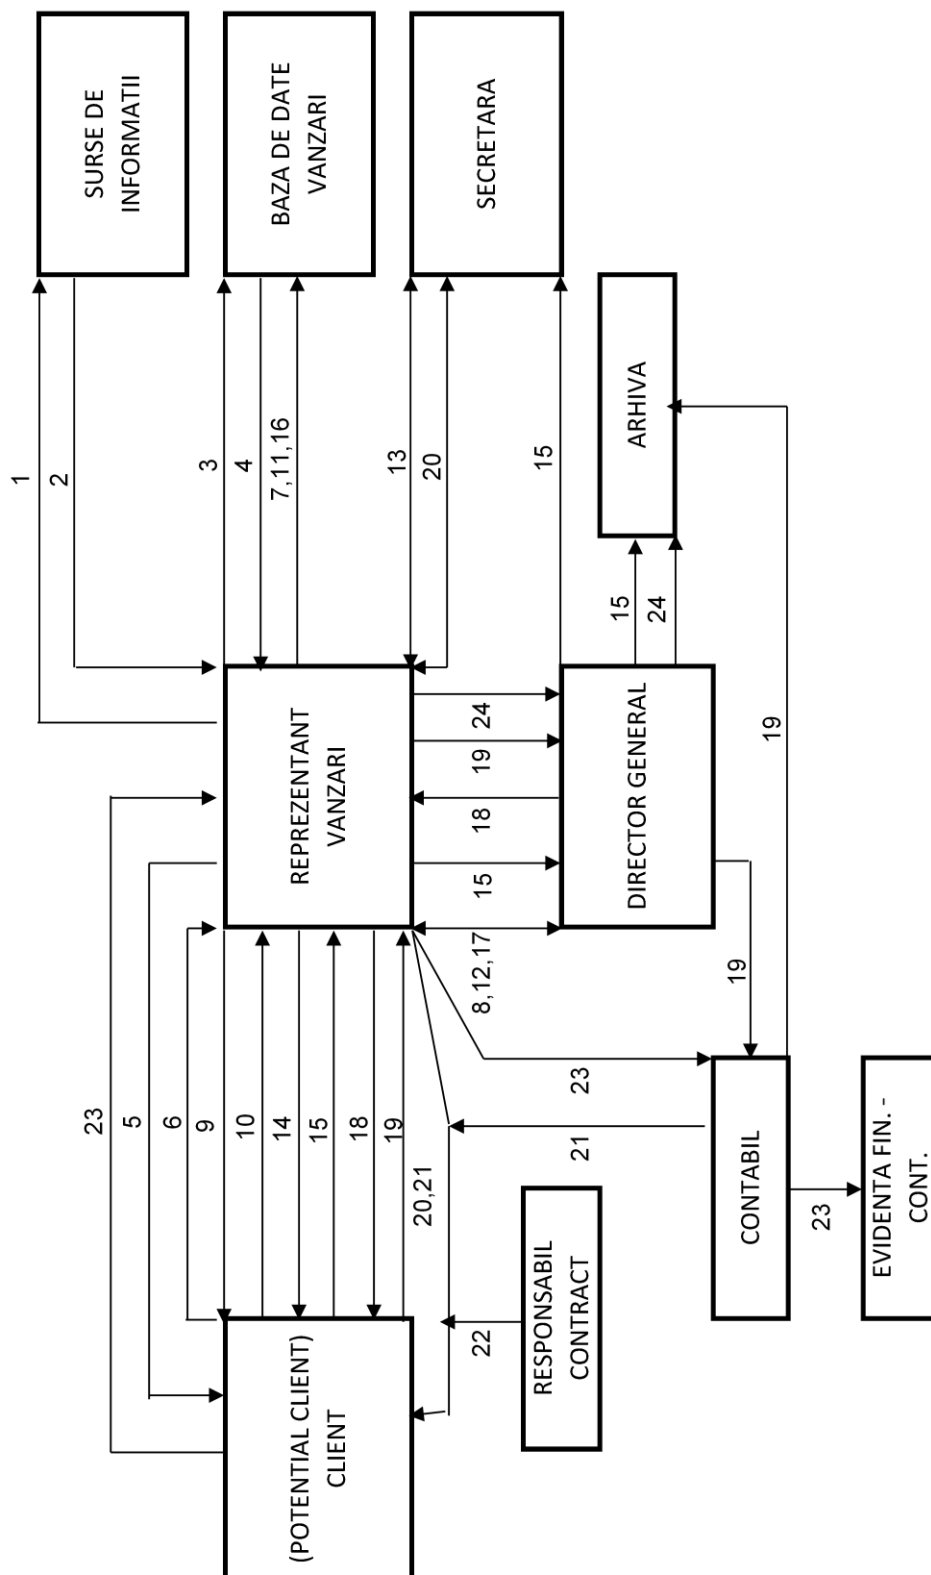 SURSE DE
INFORMATII
BAZA DE DATE
VANZARI
SECRETARA
1
2
3
4
7,11,16
13
20
15
ARHIVA
15
24
19
REPREZENTANT
VANZARI
24
19
18
15
8,12,17
DIRECTOR GENERAL
19
23
5
6
9
10
14
15
18
19
20,21
23
21
22
(POTENTIAL CLIENT)
CLIENT
RESPONSABIL
CONTRACT
CONTABIL
23
EVIDENTA FIN. -
CONT.